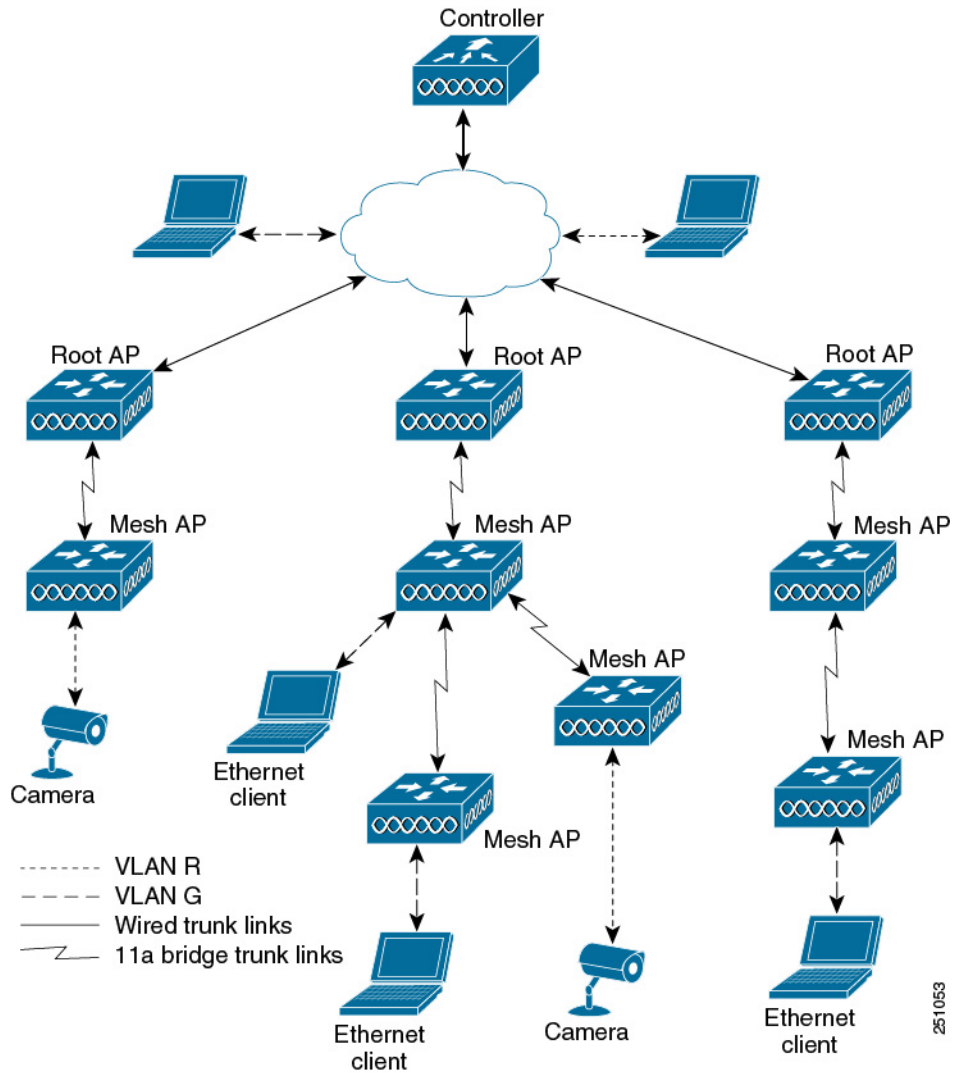 Controller
Root AP
Root AP
Root AP
Mesh AP
Mesh AP
Mesh AP
Mesh AP
Mesh AP
Ethernet
client
Camera
Mesh AP
VLAN R
VLAN G
Wired trunk links
11a bridge trunk links
Ethernet
client
Camera
Ethernet
client
251053